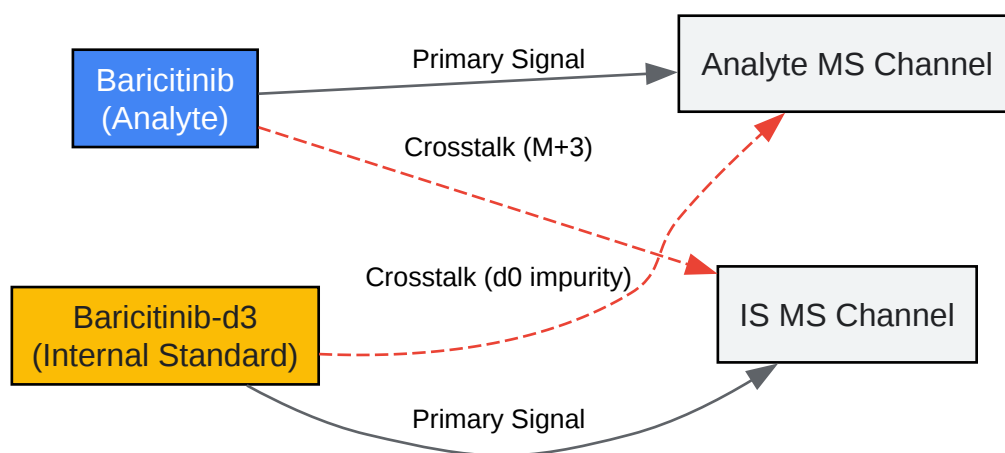 Baricitinib
(Analyte)
Primary Signal
Analyte MS Channel
Crosstalk (M+3)
Crosstalk (d0 impurity)
Baricitinib-d3
(Internal Standard)
IS MS Channel
Primary Signal